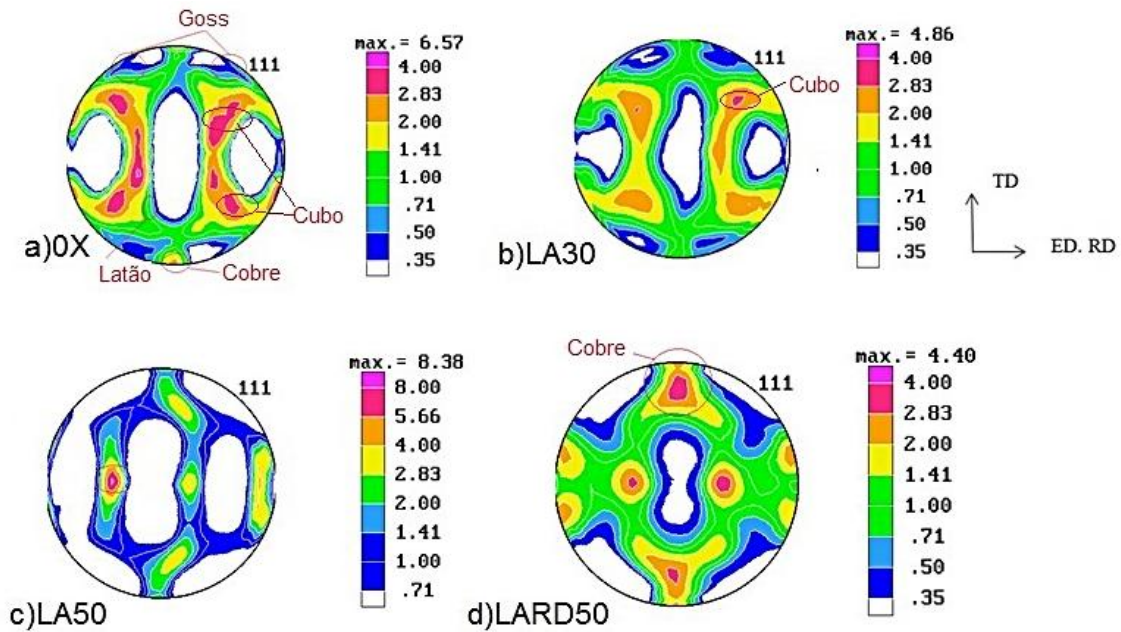 Goss
111
max.= 6.57
4.00
2.83
2.00
1.41
1.00
.71
.50
.35
Cubo
a)0X
Latão
Cobre
111
max.= 4.86
4.00
2.83
2.00
1.41
1.00
.71
.50
.35
Cubo
b)LA30
TD
ED. RD
111
max.= 8.38
8.00
5.66
4.00
2.83
2.00
1.41
1.00
.71
c)LA50
Cobre
111
max.= 4.40
4.00
2.83
2.00
1.41
1.00
.71
.50
.35
d)LARD50